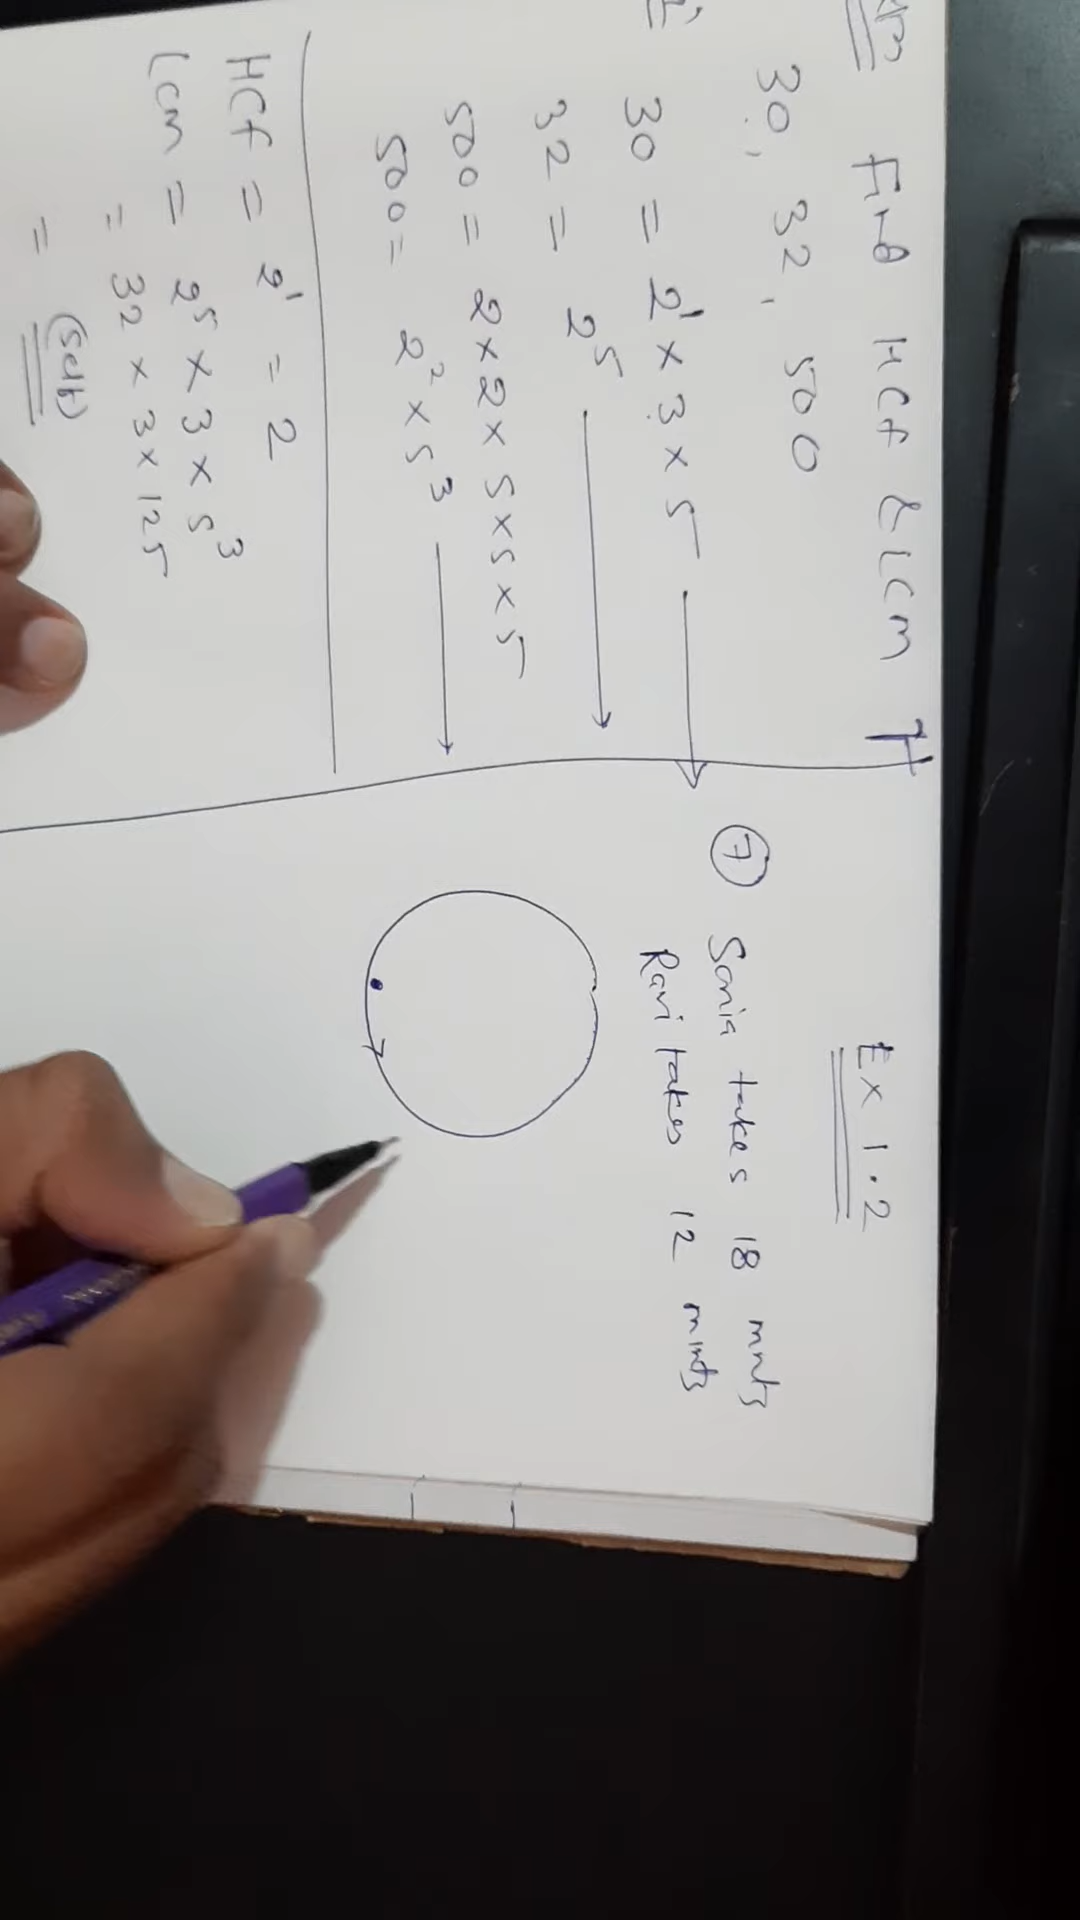 Find HCf & LCm
30, 32, 500
30 = 2¹ × 3 × 5
32 = 2⁵
500 = 2 × 2 × 5 × 5 × 5
500 = 2² × 5³
HCf = 2¹ = 2
Lcm = 2⁵ × 3 × 5³
= 32 × 3 × 125
=
(Self)
Ex 1.2
7 Sonia takes 18 mnts
Ravi takes 12 mints